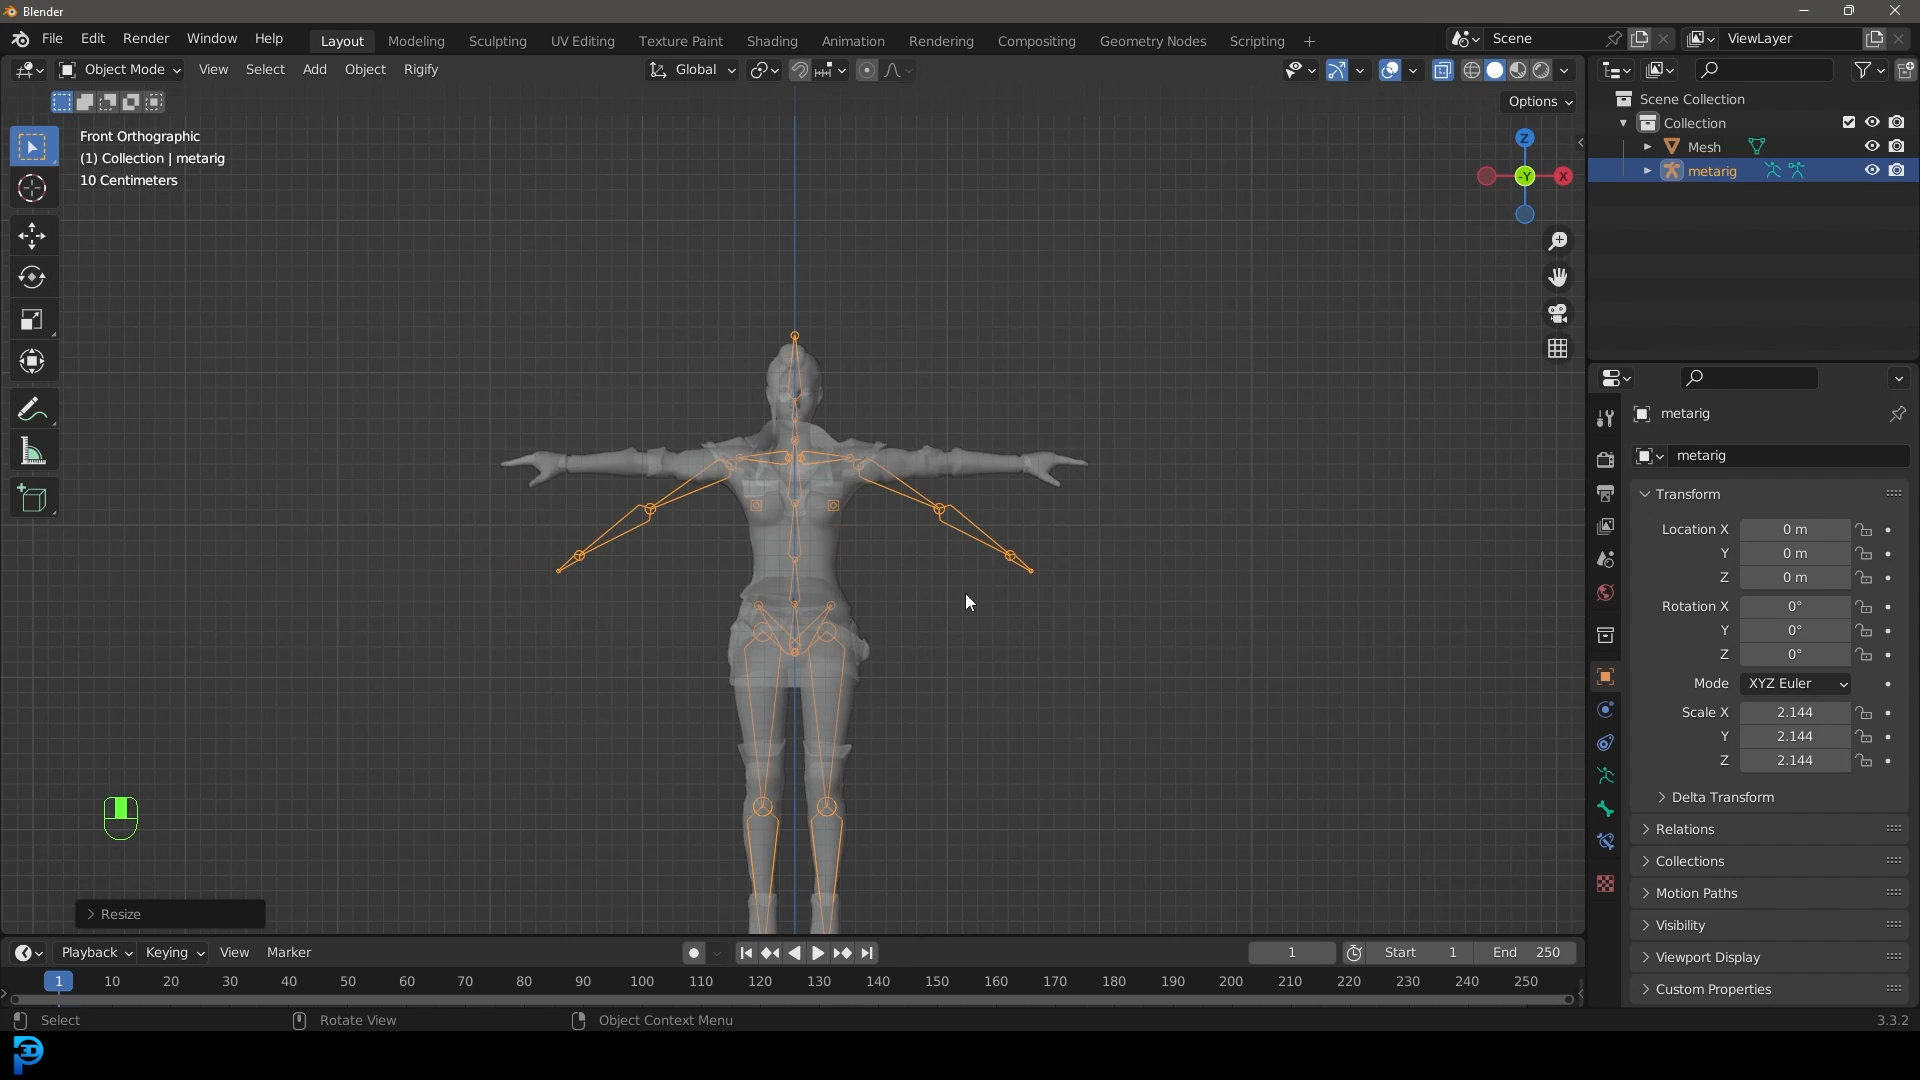 Blender
File Edit Render Window Help Layout Modeling Sculpting UV Editing Texture Paint Shading Animation Rendering Compositing Geometry Nodes Scripting + Scene ViewLayer
Object Mode View Select Add Object Rigify Global
Options
Front Orthographic
(1) Collection | metarig
10 Centimeters
Z
-Y
X
Resize
Scene Collection
Collection
Mesh
metarig
metarig
metarig
Transform
Location X 0 m
Y 0 m
Z 0 m
Rotation X 0°
Y 0°
Z 0°
Mode XYZ Euler
Scale X 2.144
Y 2.144
Z 2.144
Delta Transform
Relations
Collections
Motion Paths
Visibility
Viewport Display
Custom Properties
Playback Keying View Marker 1 Start 1 End 250
1 10 20 30 40 50 60 70 80 90 100 110 120 130 140 150 160 170 180 190 200 210 220 230 240 250
Select Rotate View Object Context Menu 3.3.2
3D